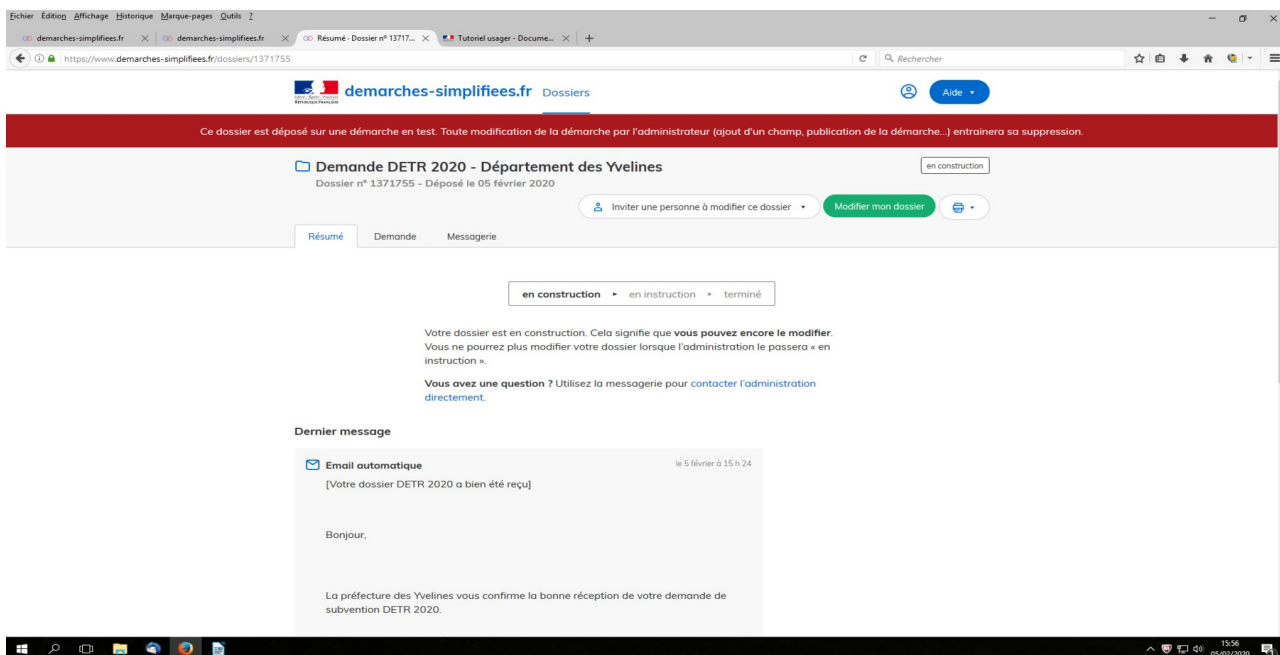 Fichier Édition Affichage Historique Marque-pages Outils ?
demarches-simplifiees.fr
demarches-simplifiees.fr
Résumé · Dossier nº 13717...
Tutoriel usager - Docume...
https://www.demarches-simplifiees.fr/dossiers/1371755
Rechercher
demarches-simplifiees.fr Dossiers
Aide
RÉPUBLIQUE FRANÇAISE
Ce dossier est déposé sur une démarche en test. Toute modification de la démarche par l'administrateur (ajout d'un champ, publication de la démarche...) entrainera sa suppression.
Demande DETR 2020 - Département des Yvelines
en construction
Dossier nº 1371755 - Déposé le 05 février 2020
Inviter une personne à modifier ce dossier
Modifier mon dossier
Résumé Demande Messagerie
en construction en instruction terminé
Votre dossier est en construction. Cela signifie que vous pouvez encore le modifier.
Vous ne pourrez plus modifier votre dossier lorsque l'administration le passera « en
instruction ».
Vous avez une question ? Utilisez la messagerie pour contacter l'administration
directement.
Dernier message
Email automatique
le 5 février à 15 h 24
[Votre dossier DETR 2020 a bien été reçu]
Bonjour,
La préfecture des Yvelines vous confirme la bonne réception de votre demande de
subvention DETR 2020.
15:56
05/02/2020